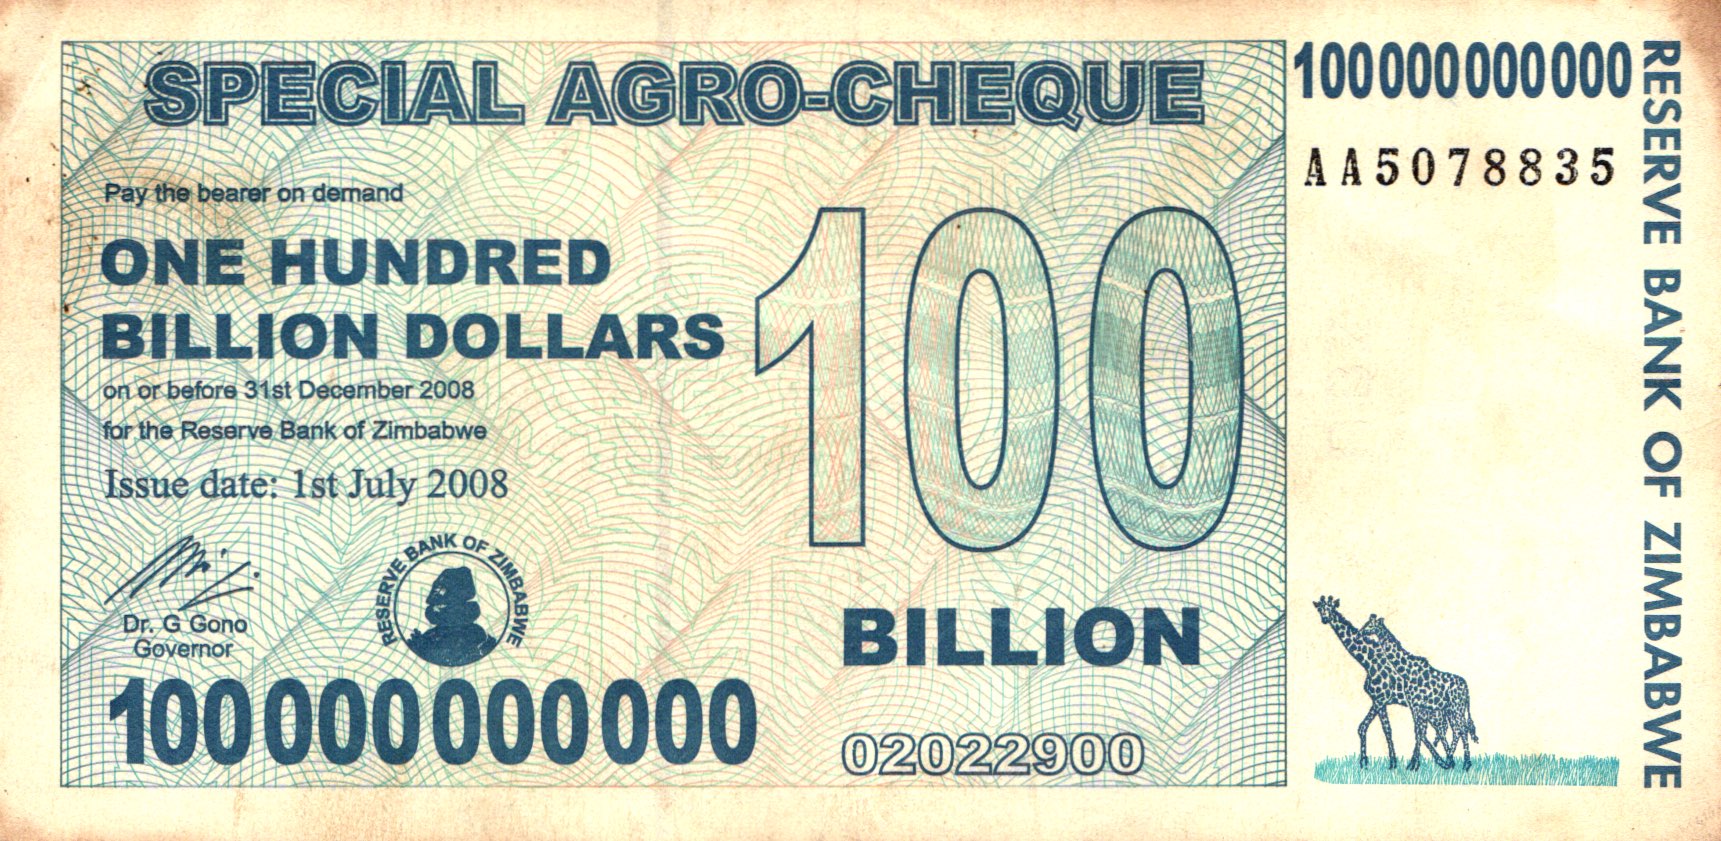 SPECIAL AGRO-CHEQUE
100000000000
AA5078835
RESERVE BANK OF ZIMBABWE
Pay the bearer on demand
ONE HUNDRED
BILLION DOLLARS
on or before 31st December 2008
for the Reserve Bank of Zimbabwe
Issue date: 1st July 2008
100
BILLION
Dr. G Gono
Governor
RESERVE BANK OF ZIMBABWE
100000000000
02022900